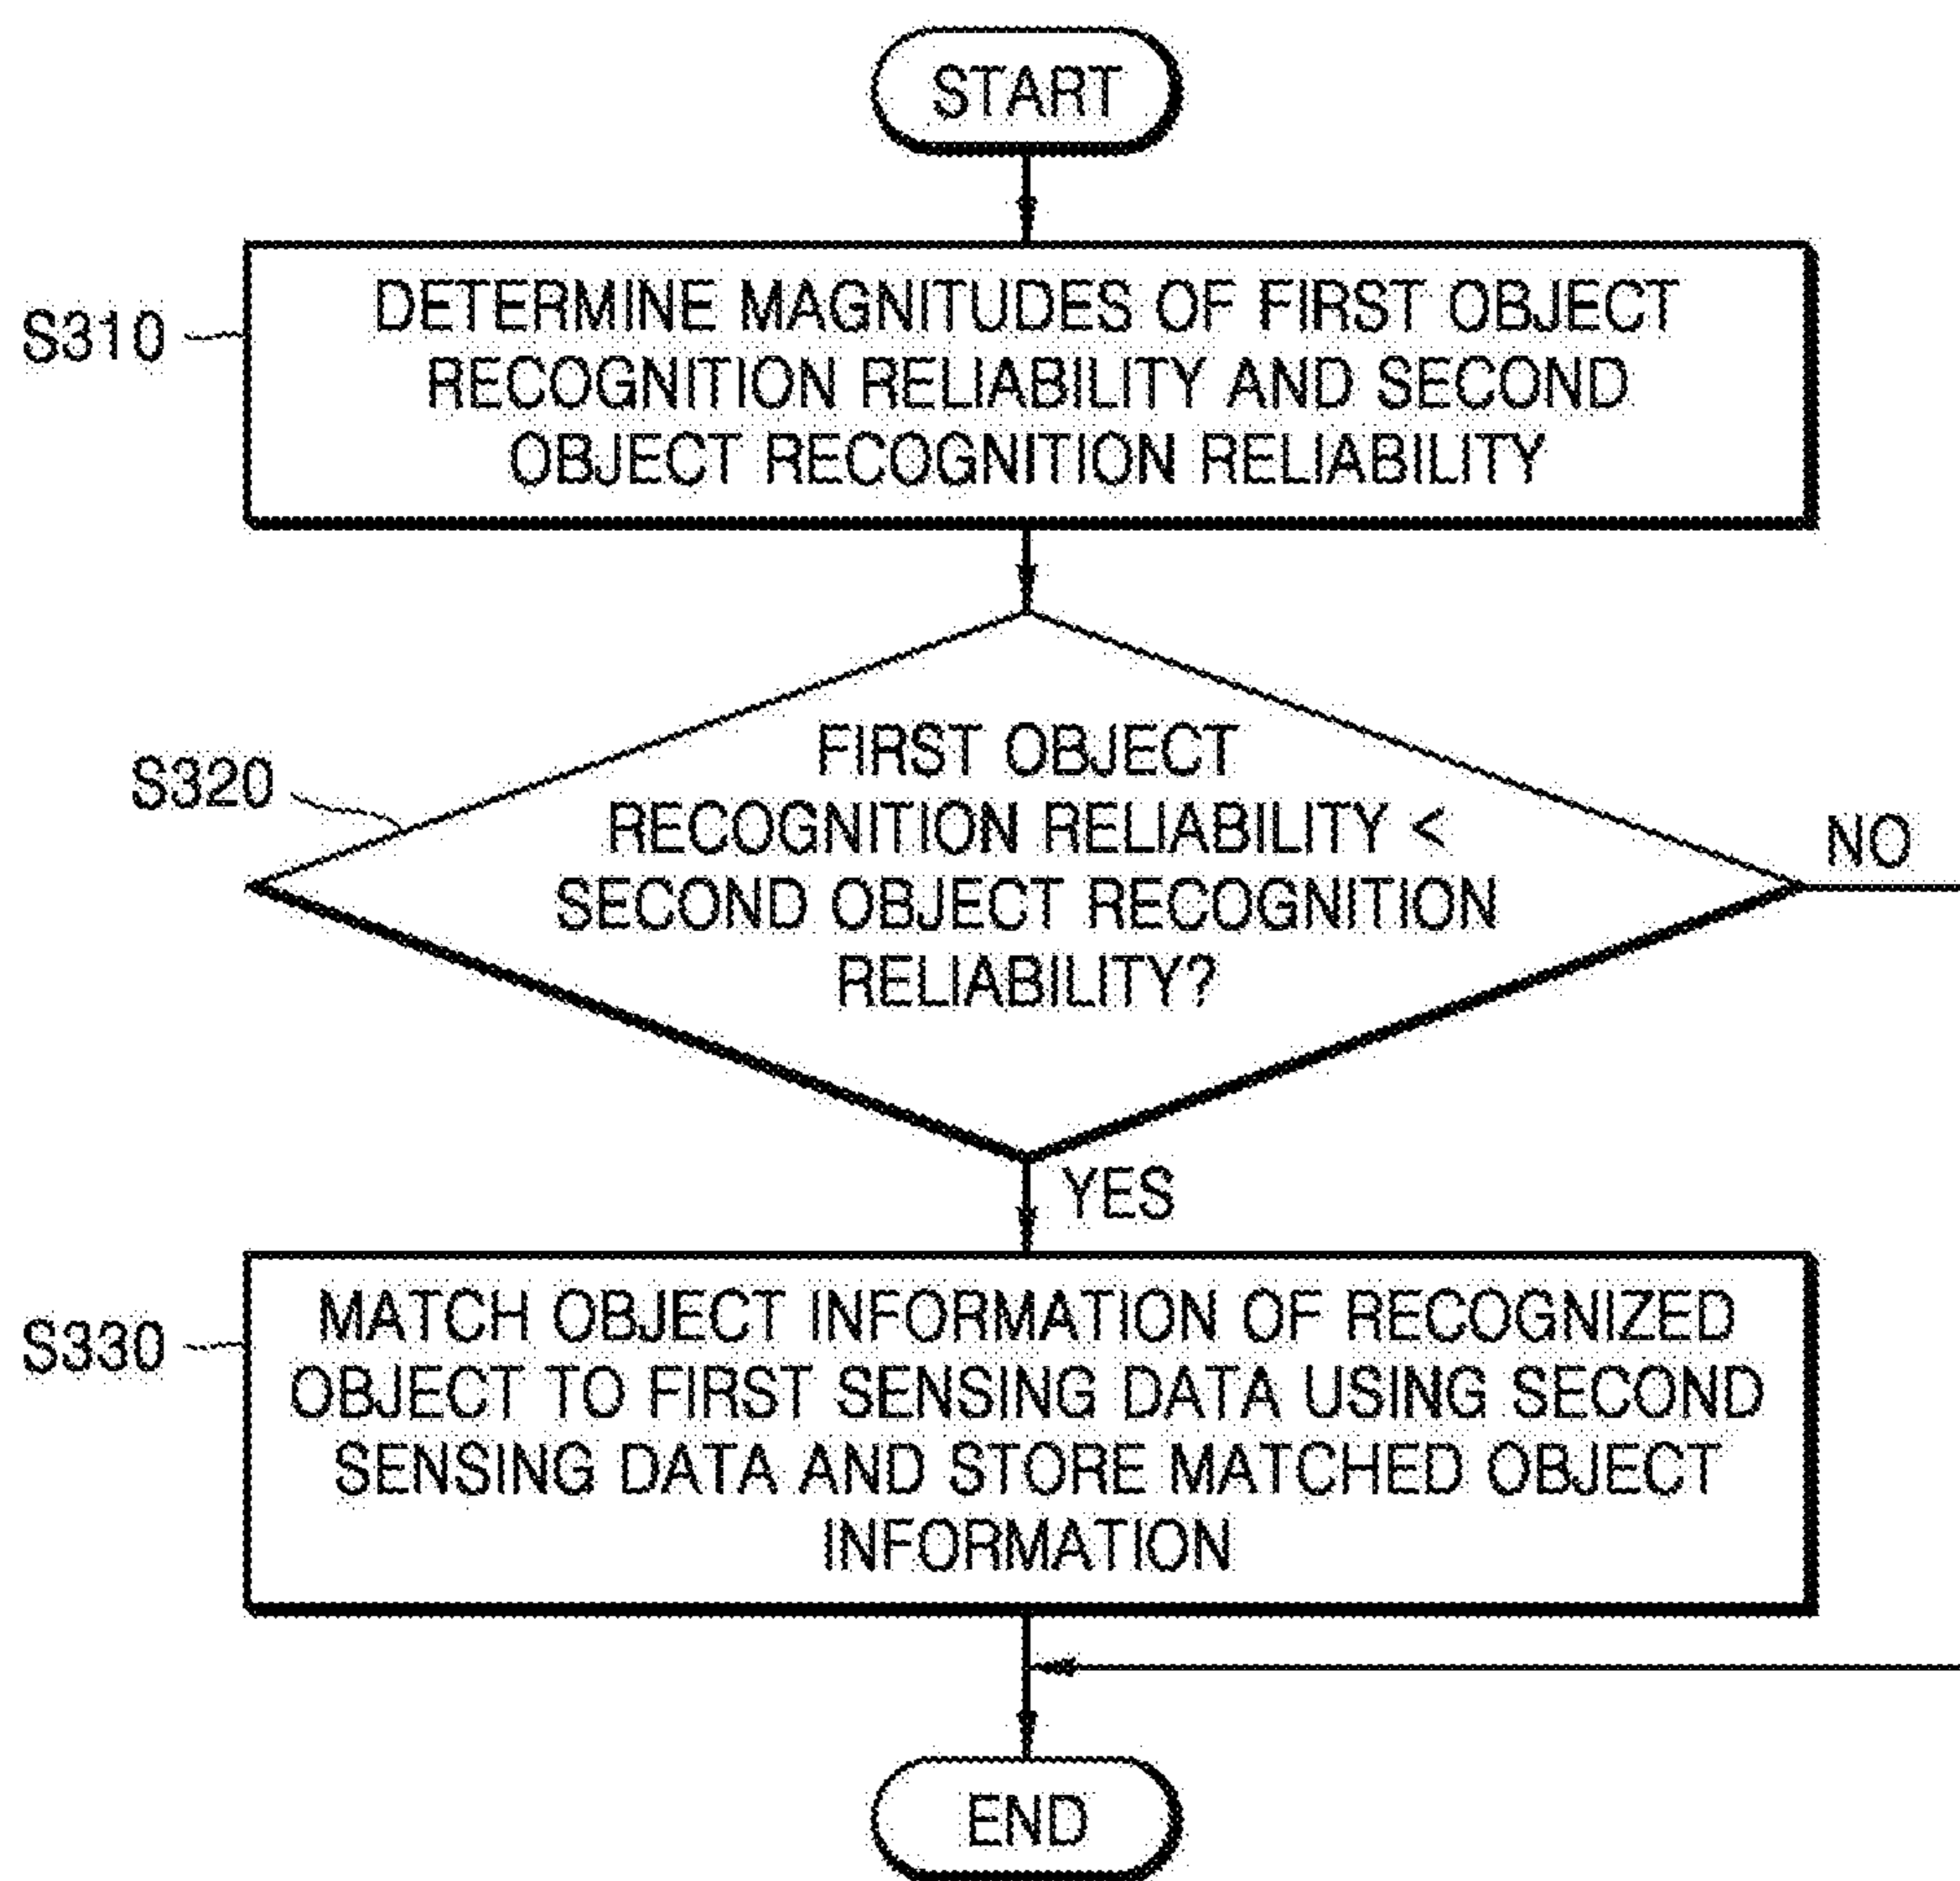 START
S310
DETERMINE MAGNITUDES OF FIRST OBJECT
RECOGNITION RELIABILITY AND SECOND
OBJECT RECOGNITION RELIABILITY
S320
FIRST OBJECT
RECOGNITION RELIABILITY <
SECOND OBJECT RECOGNITION
RELIABILITY?
NO
YES
S330
MATCH OBJECT INFORMATION OF RECOGNIZED
OBJECT TO FIRST SENSING DATA USING SECOND
SENSING DATA AND STORE MATCHED OBJECT
INFORMATION
END